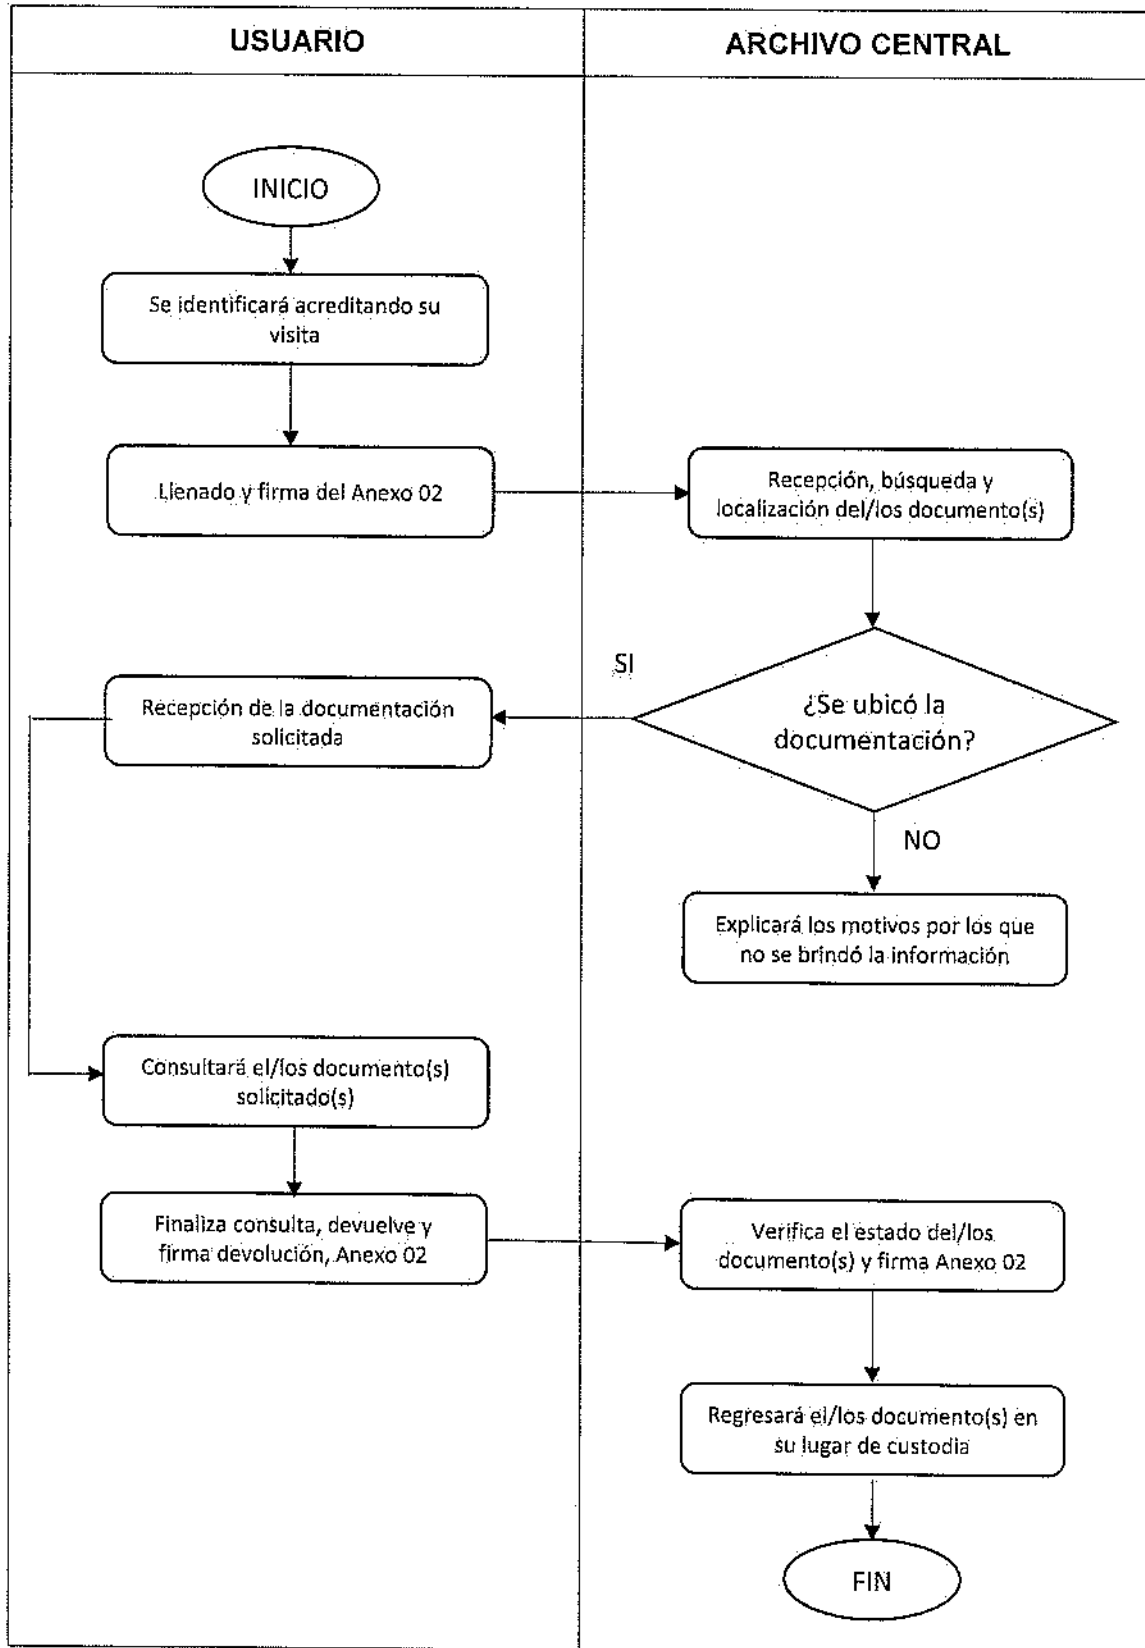 USUARIO
ARCHIVO CENTRAL
INICIO
Se identificará acreditando su
visita
Llenado y firma del Anexo 02
Recepción, búsqueda y
localización del/los documento(s)
SI
¿Se ubicó la
documentación?
Recepción de la documentación
solicitada
NO
Explicará los motivos por los que
no se brindó la información
Consultará el/los documento(s)
solicitado(s)
Finaliza consulta, devuelve y
firma devolución, Anexo 02
Verifica el estado del/los
documento(s) y firma Anexo 02
Regresará el/los documento(s) en
su lugar de custodia
FIN